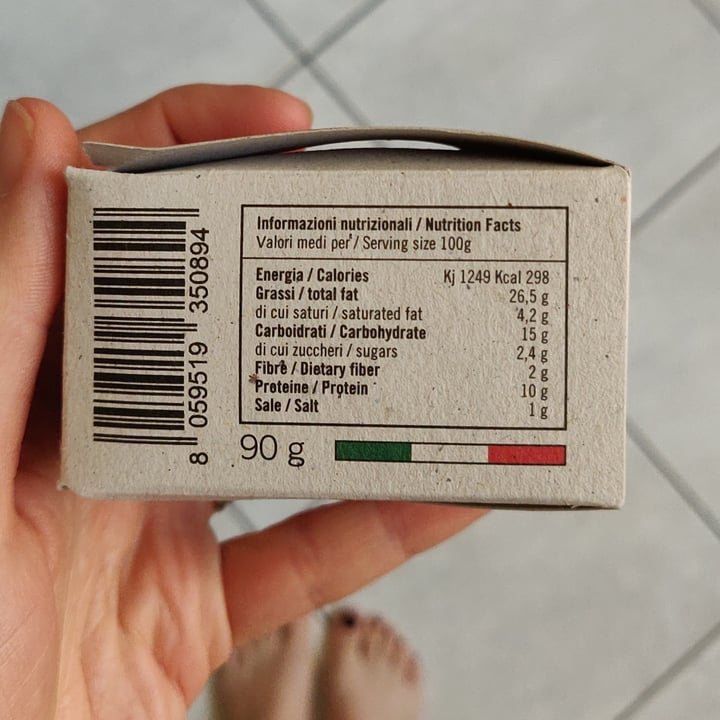 Informazioni nutrizionali / Nutrition Facts
Valori medi per / Serving size 100g
Energia / Calories Kj 1249 Kcal 298
Grassi / total fat 26,5 g
di cui saturi / saturated fat 4,2 g
Carboidrati / Carbohydrate 15 g
di cui zuccheri / sugars 2,4 g
Fibre / Dietary fiber 2 g
Proteine / Protein 10 g
Sale / Salt 1 g
90 g
8 059519 350894